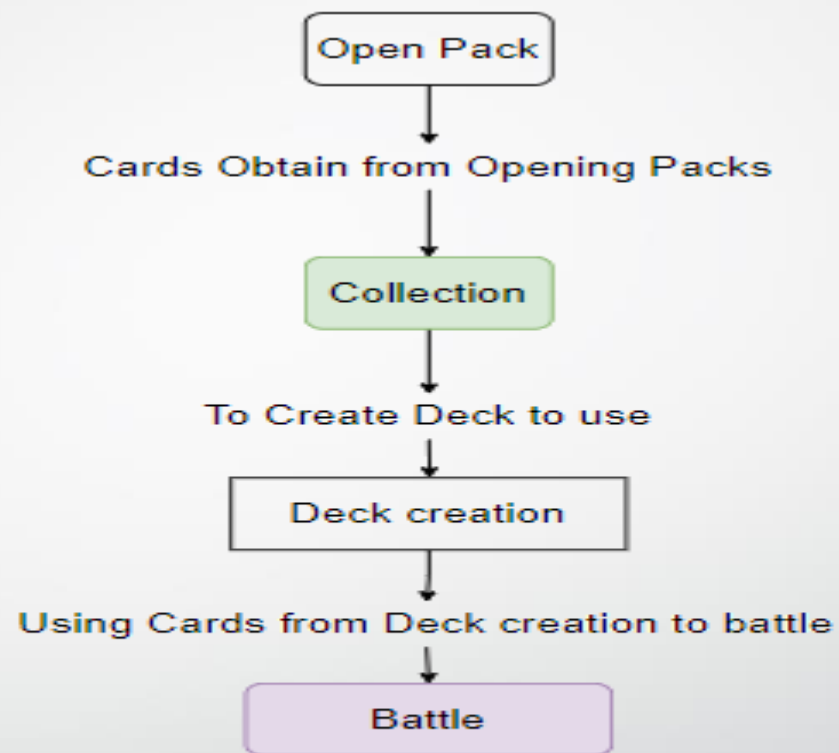 Open Pack
Cards Obtain from Opening Packs
Collection
To Create Deck to use
Deck creation
Using Cards from Deck creation to battle
Battle